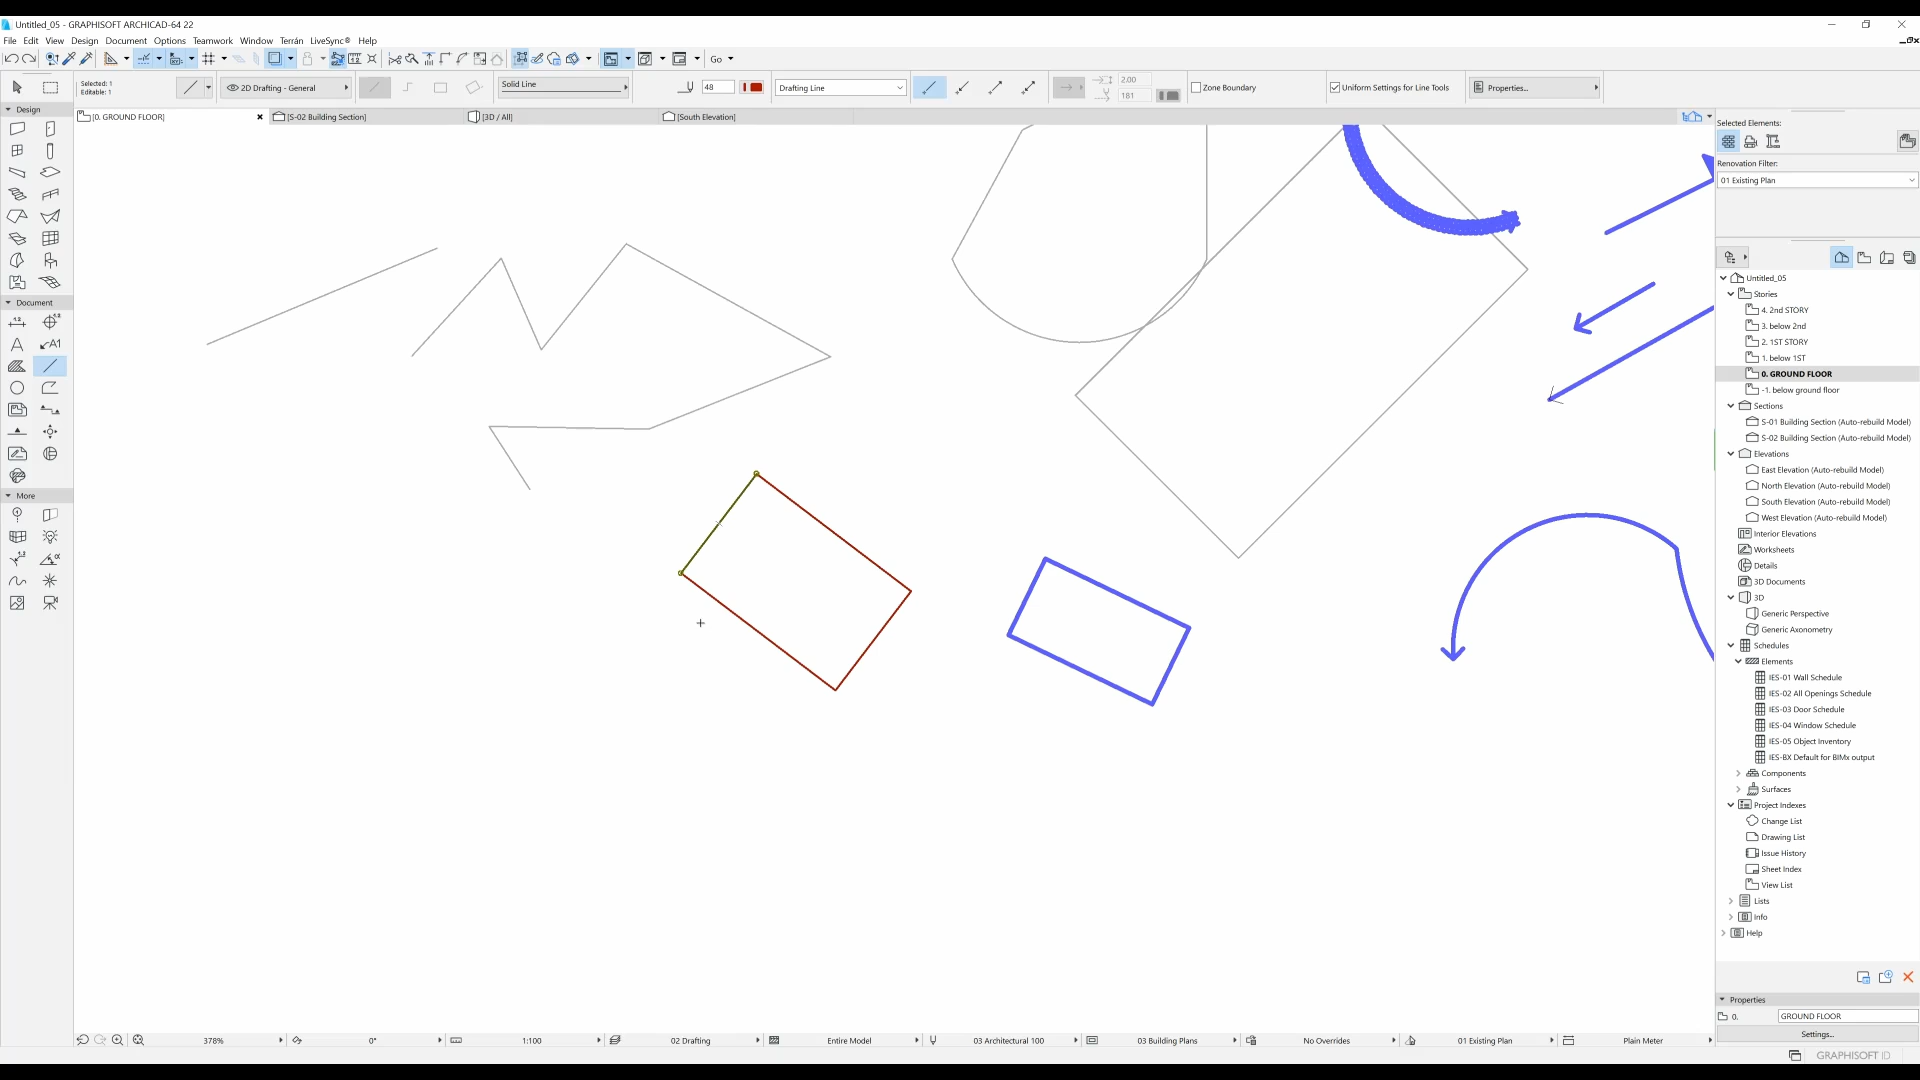 Untitled_05 - GRAPHISOFT ARCHICAD-64 22
File Edit View Design Document Options Teamwork Window Terrán LiveSync® Help
Go
Selected: 1
Editable: 1
2D Drafting - General
Solid Line
48
Drafting Line
2.00
181
Zone Boundary
Uniform Settings for Line Tools
Properties...
Design
[0. GROUND FLOOR]
[S-02 Building Section]
[3D / All]
[South Elevation]
Document
A
A1
More
Selected Elements:
Renovation Filter:
01 Existing Plan
Untitled_05
Stories
4. 2nd STORY
3. below 2nd
2. 1ST STORY
1. below 1ST
0. GROUND FLOOR
-1. below ground floor
Sections
S-01 Building Section (Auto-rebuild Model)
S-02 Building Section (Auto-rebuild Model)
Elevations
East Elevation (Auto-rebuild Model)
North Elevation (Auto-rebuild Model)
South Elevation (Auto-rebuild Model)
West Elevation (Auto-rebuild Model)
Interior Elevations
Worksheets
Details
3D Documents
3D
Generic Perspective
Generic Axonometry
Schedules
Elements
IES-01 Wall Schedule
IES-02 All Openings Schedule
IES-03 Door Schedule
IES-04 Window Schedule
IES-05 Object Inventory
IES-BX Default for BIMx output
Components
Surfaces
Project Indexes
Change List
Drawing List
Issue History
Sheet Index
View List
Lists
Info
Help
Properties
0.
GROUND FLOOR
Settings...
378%
0°
1:100
02 Drafting
Entire Model
03 Architectural 100
03 Building Plans
No Overrides
01 Existing Plan
Plain Meter
GRAPHISOFT ID